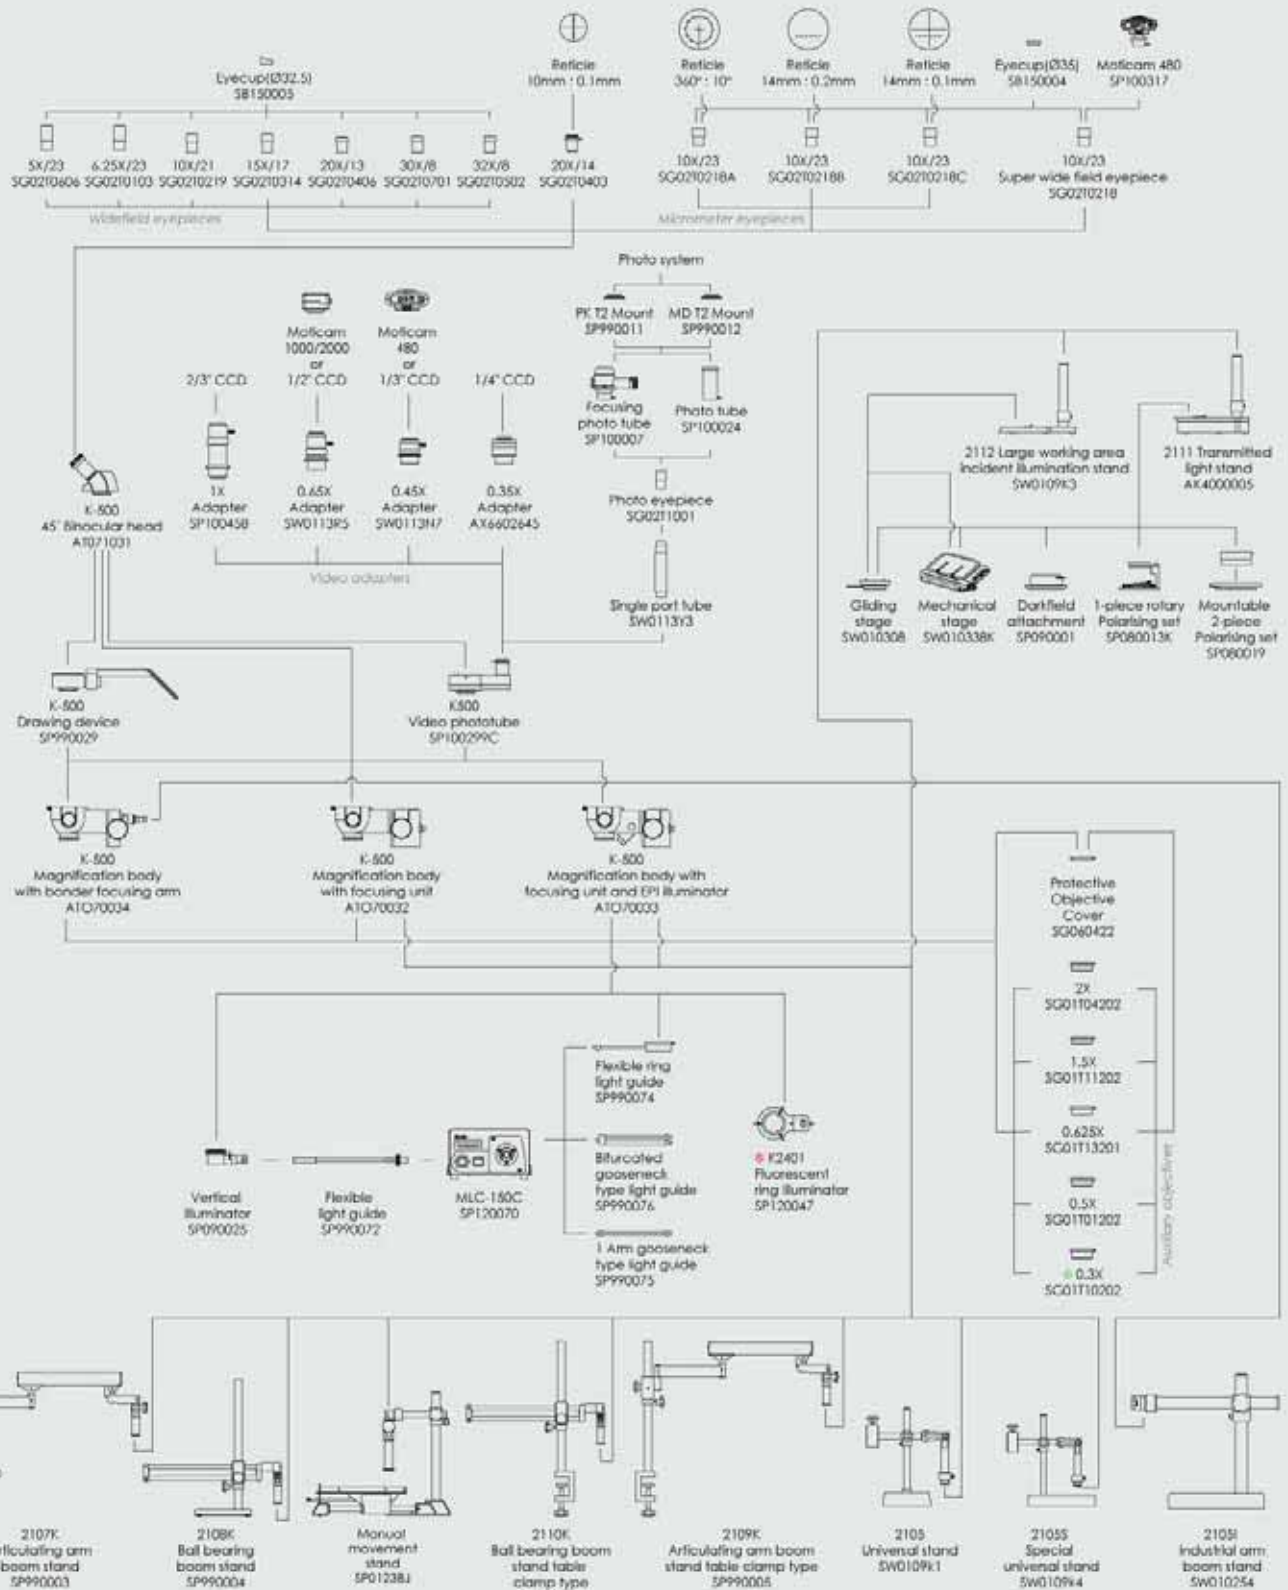 Eyecup(Ø32.5)
SB150005
Reticle
10mm : 0.1mm
Reticle
360° : 10°
Reticle
14mm : 0.2mm
Reticle
14mm : 0.1mm
Eyecup(Ø35)
SB150004
Moticam 480
SP100317
5X/23
SG02T0606
6.25X/23
SG02T0103
10X/21
SG02T0219
15X/17
SG02T0314
20X/13
SG02T0406
30X/8
SG02T0701
32X/8
SG02T0502
20X/14
SG02T0403
10X/23
SG02T0218A
10X/23
SG02T0218B
10X/23
SG02T0218C
10X/23
Super wide field eyepiece
SG02T0218
Widefield eyepieces
Micrometer eyepieces
Photo system
PK T2 Mount
SP990011
MD T2 Mount
SP990012
Moticam
1000/2000
or
1/2" CCD
Moticam
480
or
1/3" CCD
2/3" CCD
1/4" CCD
Focusing
photo tube
SP100007
Photo tube
SP100024
2112 Large working area
incident illumination stand
SW0109K3
2111 Transmitted
light stand
AK4000005
K-500
45° Binocular head
AT071031
1X
Adapter
SP100458
0.65X
Adapter
SW0113R5
0.45X
Adapter
SW0113N7
0.35X
Adapter
AX6602645
Photo eyepiece
SG02T1001
Video adapters
Single port tube
SW0113Y3
Gliding
stage
SW010308
Mechanical
stage
SW010338K
Darkfield
attachment
SP090001
1-piece rotary
Polarising set
SP080013K
Mountable
2-piece
Polarising set
SP080019
K-500
Drawing device
SP990029
K500
Video phototube
SP100299C
K-500
Magnification body
with bonder focusing arm
ATO70034
K-500
Magnification body
with focusing unit
ATO70032
K-500
Magnification body with
focusing unit and EPI illuminator
ATO70033
Protective
Objective
Cover
SG060422
2X
SG01T04202
1.5X
SG01T11202
0.625X
SG01T13201
0.5X
SG01T01202
0.3X
SG01T10202
Auxiliary objectives
Flexible ring
light guide
SP990074
Vertical
illuminator
SP090025
Flexible
light guide
SP990072
MLC-150C
SP120070
Bifurcated
gooseneck
type light guide
SP990076
1 Arm gooseneck
type light guide
SP990075
K2401
Fluorescent
ring illuminator
SP120047
2107K
rticulating arm
boom stand
SP990003
2108K
Ball bearing
boom stand
SP990004
Manual
movement
stand
SP01238J
2110K
Ball bearing boom
stand table
clamp type
2109K
Articulating arm boom
stand table clamp type
SP990005
2105
Universal stand
SW0109k1
2105S
Special
universal stand
SW0109k4
2105I
Industrial arm
boom stand
SW010254